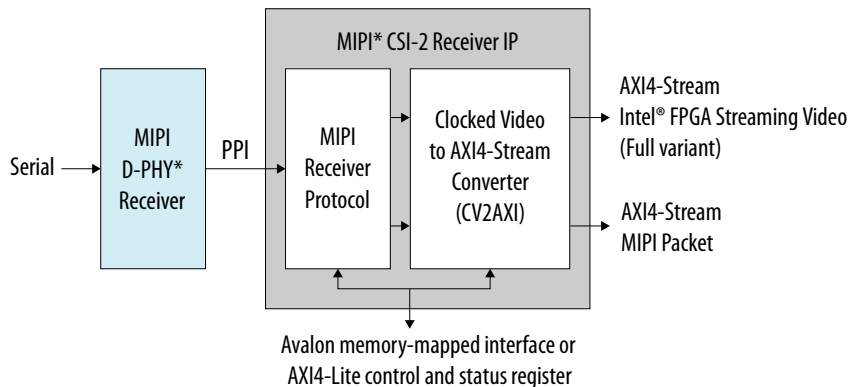 MIPI* CSI-2 Receiver IP
Serial
MIPI
D-PHY*
Receiver
PPI
MIPI
Receiver
Protocol
Clocked Video
to AXI4-Stream
Converter
(CV2AXI)
AXI4-Stream
Intel® FPGA Streaming Video
(Full variant)
AXI4-Stream
MIPI Packet
Avalon memory-mapped interface or
AXI4-Lite control and status register